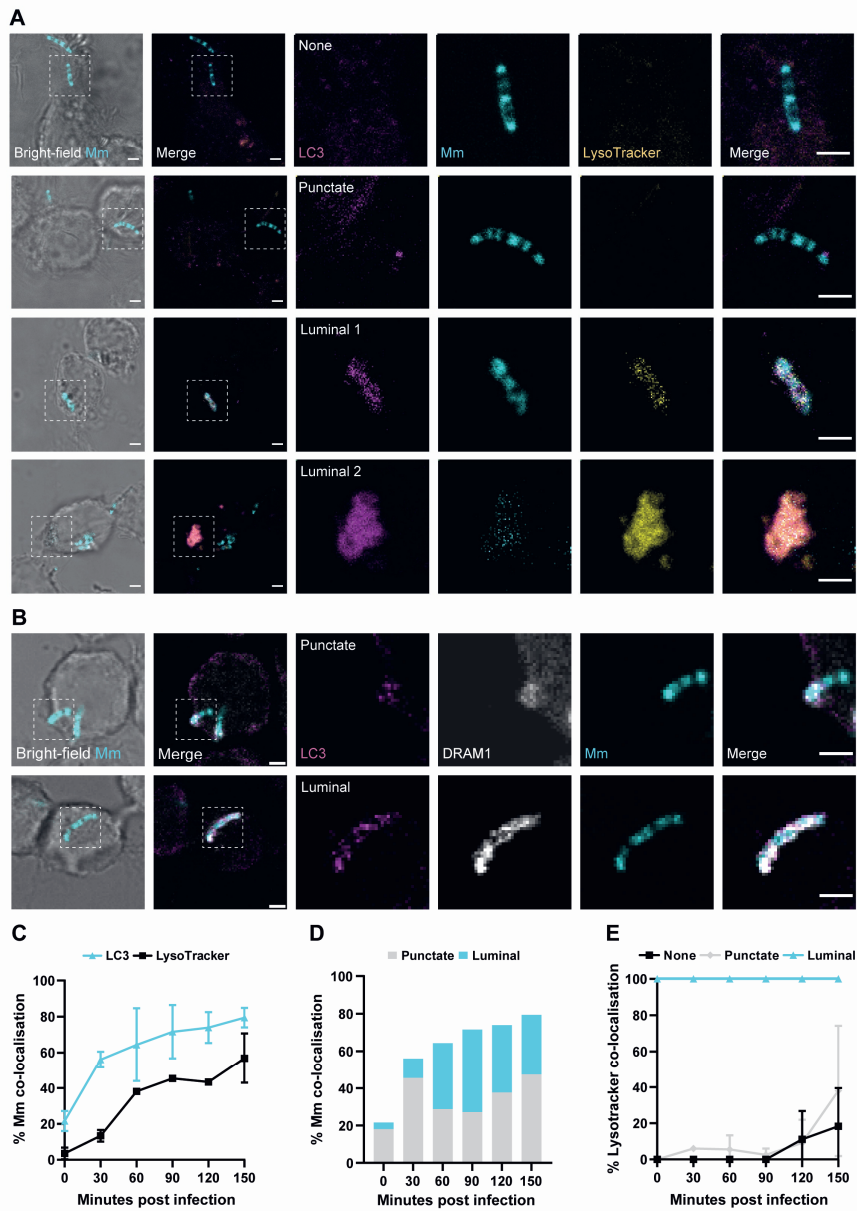 A
None
Bright-field Mm
Merge
LC3
Mm
LysoTracker
Merge
Punctate
Luminal 1
Luminal 2
B
Punctate
Bright-field Mm
Merge
LC3
DRAM1
Mm
Merge
Luminal
C
LC3 LysoTracker
% Mm co-localisation
100
80
60
40
20
0
0 30 60 90 120 150
Minutes post infection
D
Punctate Luminal
% Mm co-localisation
100
80
60
40
20
0
0 30 60 90 120 150
Minutes post infection
E
None Punctate Luminal
% Lysotracker co-localisation
100
80
60
40
20
0
0 30 60 90 120 150
Minutes post infection